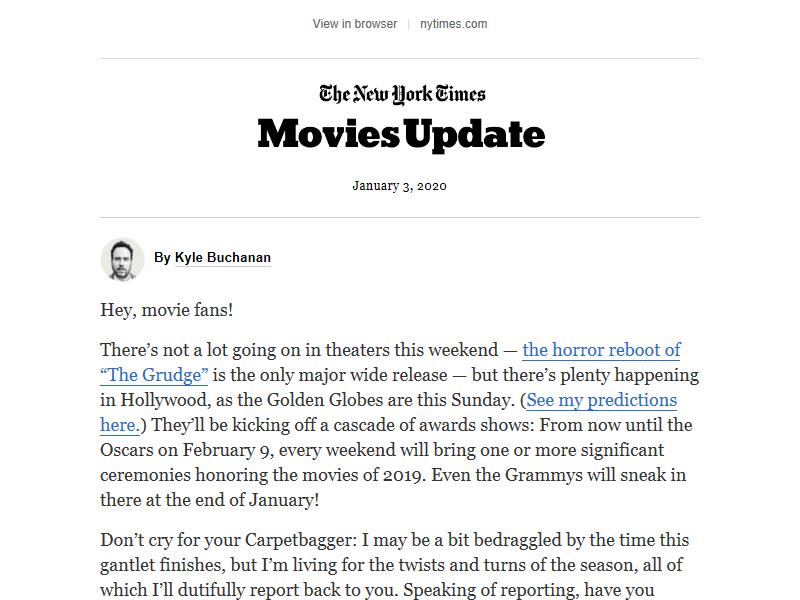 View in browser | nytimes.com
The New York Times
Movies Update
January 3, 2020
By Kyle Buchanan
Hey, movie fans!
There’s not a lot going on in theaters this weekend — the horror reboot of
“The Grudge” is the only major wide release — but there’s plenty happening
in Hollywood, as the Golden Globes are this Sunday. (See my predictions
here.) They’ll be kicking off a cascade of awards shows: From now until the
Oscars on February 9, every weekend will bring one or more significant
ceremonies honoring the movies of 2019. Even the Grammys will sneak in
there at the end of January!
Don’t cry for your Carpetbagger: I may be a bit bedraggled by the time this
gantlet finishes, but I’m living for the twists and turns of the season, all of
which I’ll dutifully report back to you. Speaking of reporting, have you